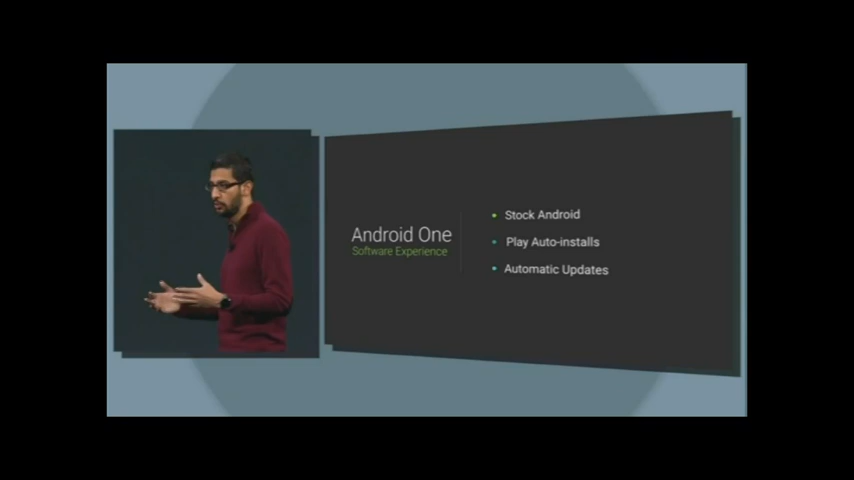 Android One
Software Experience
Stock Android
Play Auto-installs
Automatic Updates